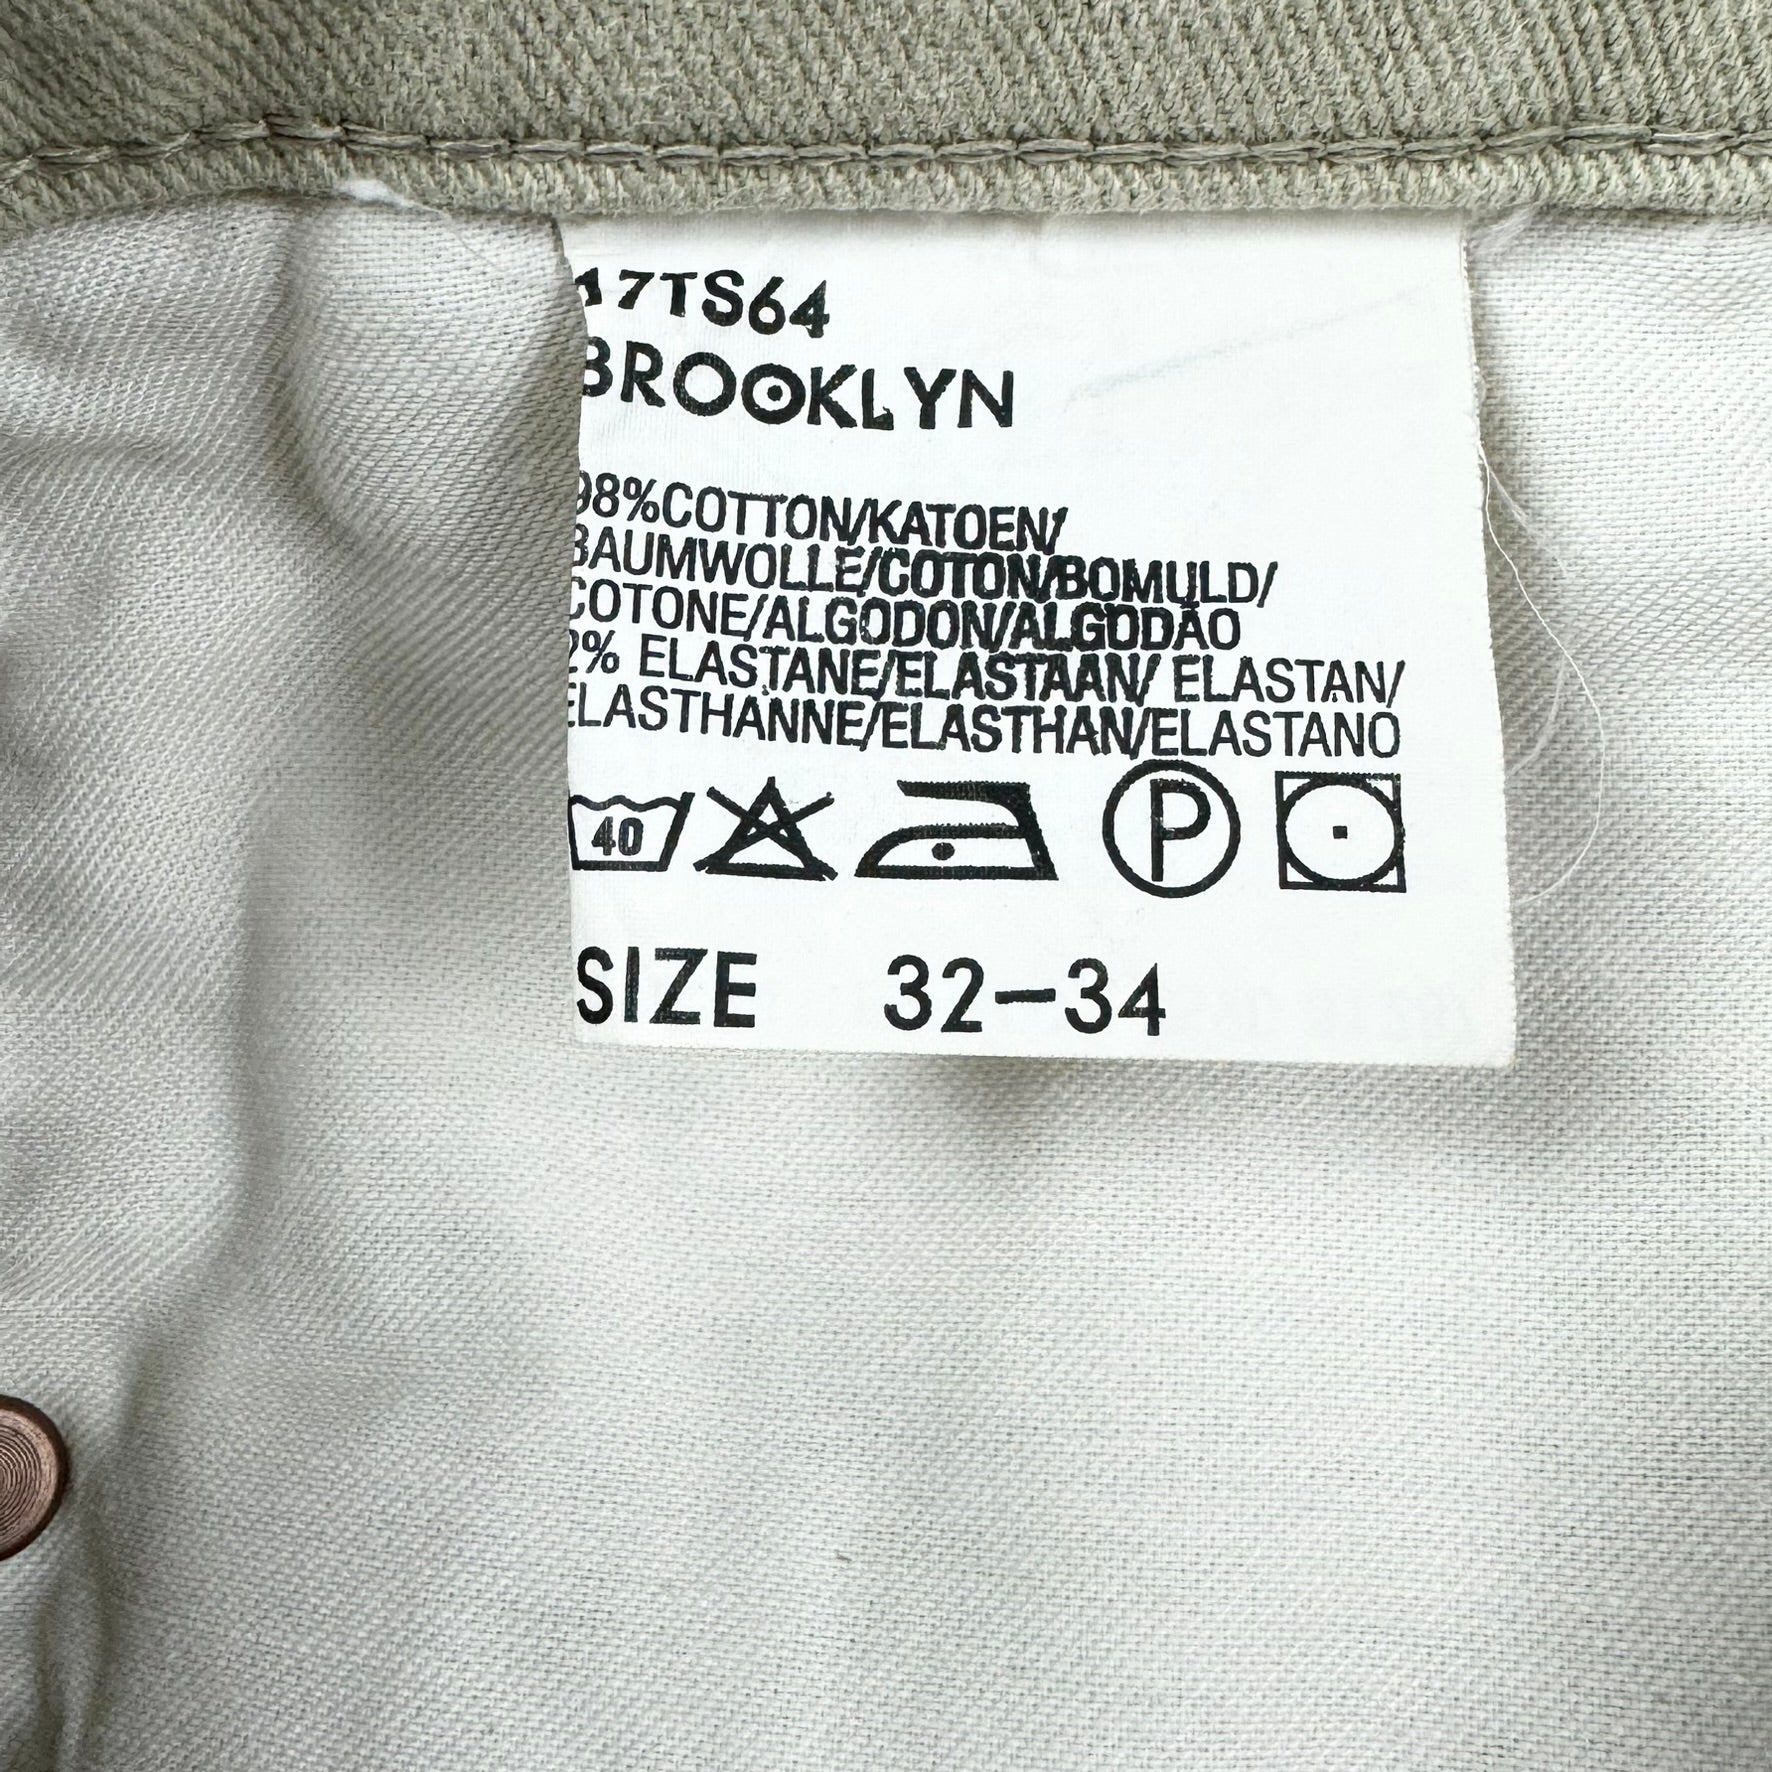 17TS64
BROOKLYN
98%COTTON/KATOEN/
BAUMWOLLE/COTON/BOMULD/
COTONE/ALGODON/ALGODÃO
2% ELASTANE/ELASTAAN/ ELASTAN/
ELASTHANNE/ELASTHAN/ELASTANO
40 P
SIZE 32-34